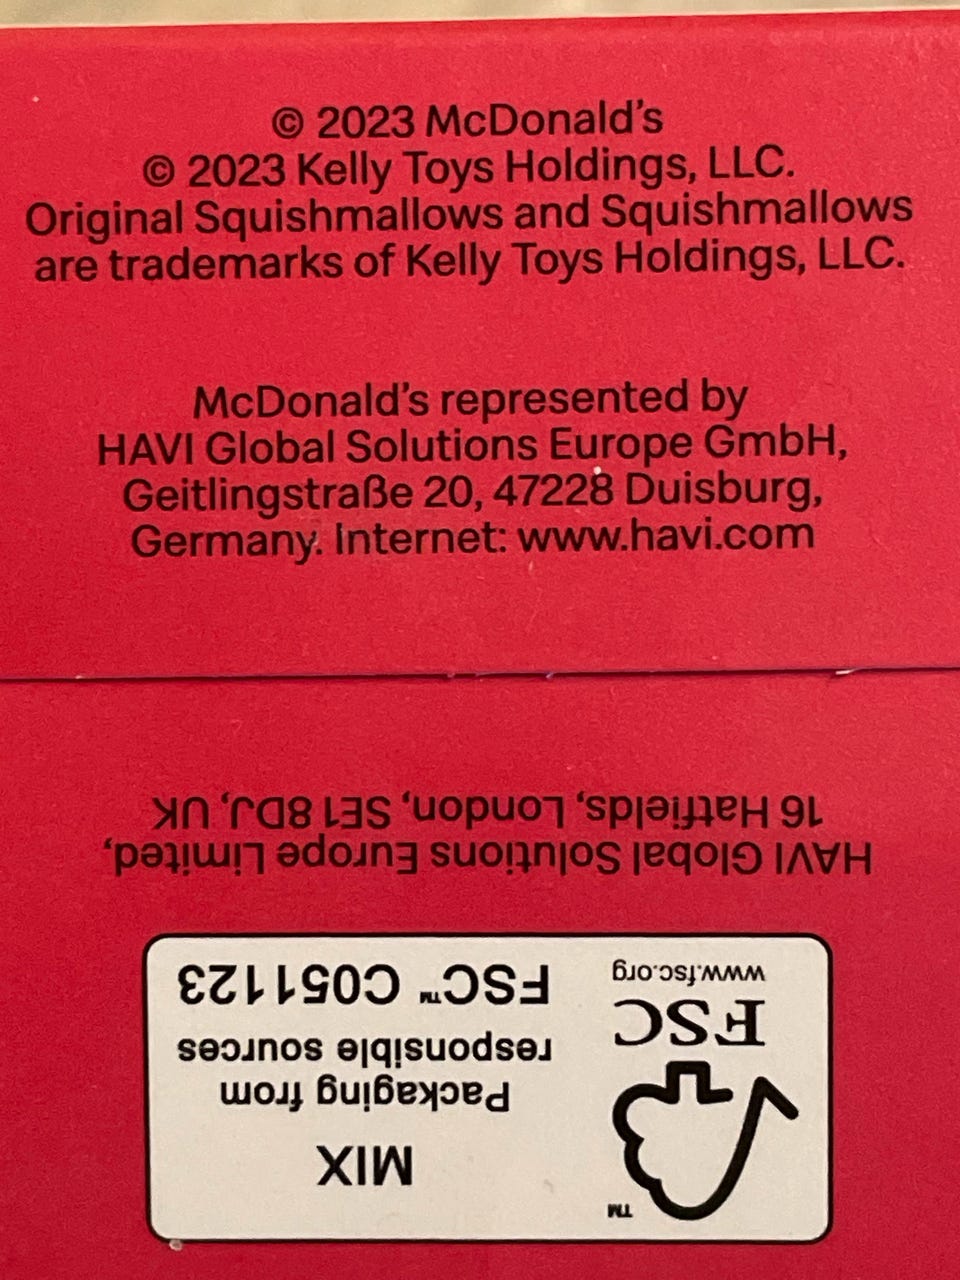 © 2023 McDonald's
© 2023 Kelly Toys Holdings, LLC.
Original Squishmallows and Squishmallows
are trademarks of Kelly Toys Holdings, LLC.
McDonald's represented by
HAVI Global Solutions Europe GmbH,
Geitlingstraße 20, 47228 Duisburg,
Germany. Internet: www.havi.com
HAVI Global Solutions Europe Limited,
16 Hatfields, London, SE1 8DJ, UK
™
FSC
www.fsc.org
MIX
Packaging from
responsible sources
FSC™ C051123